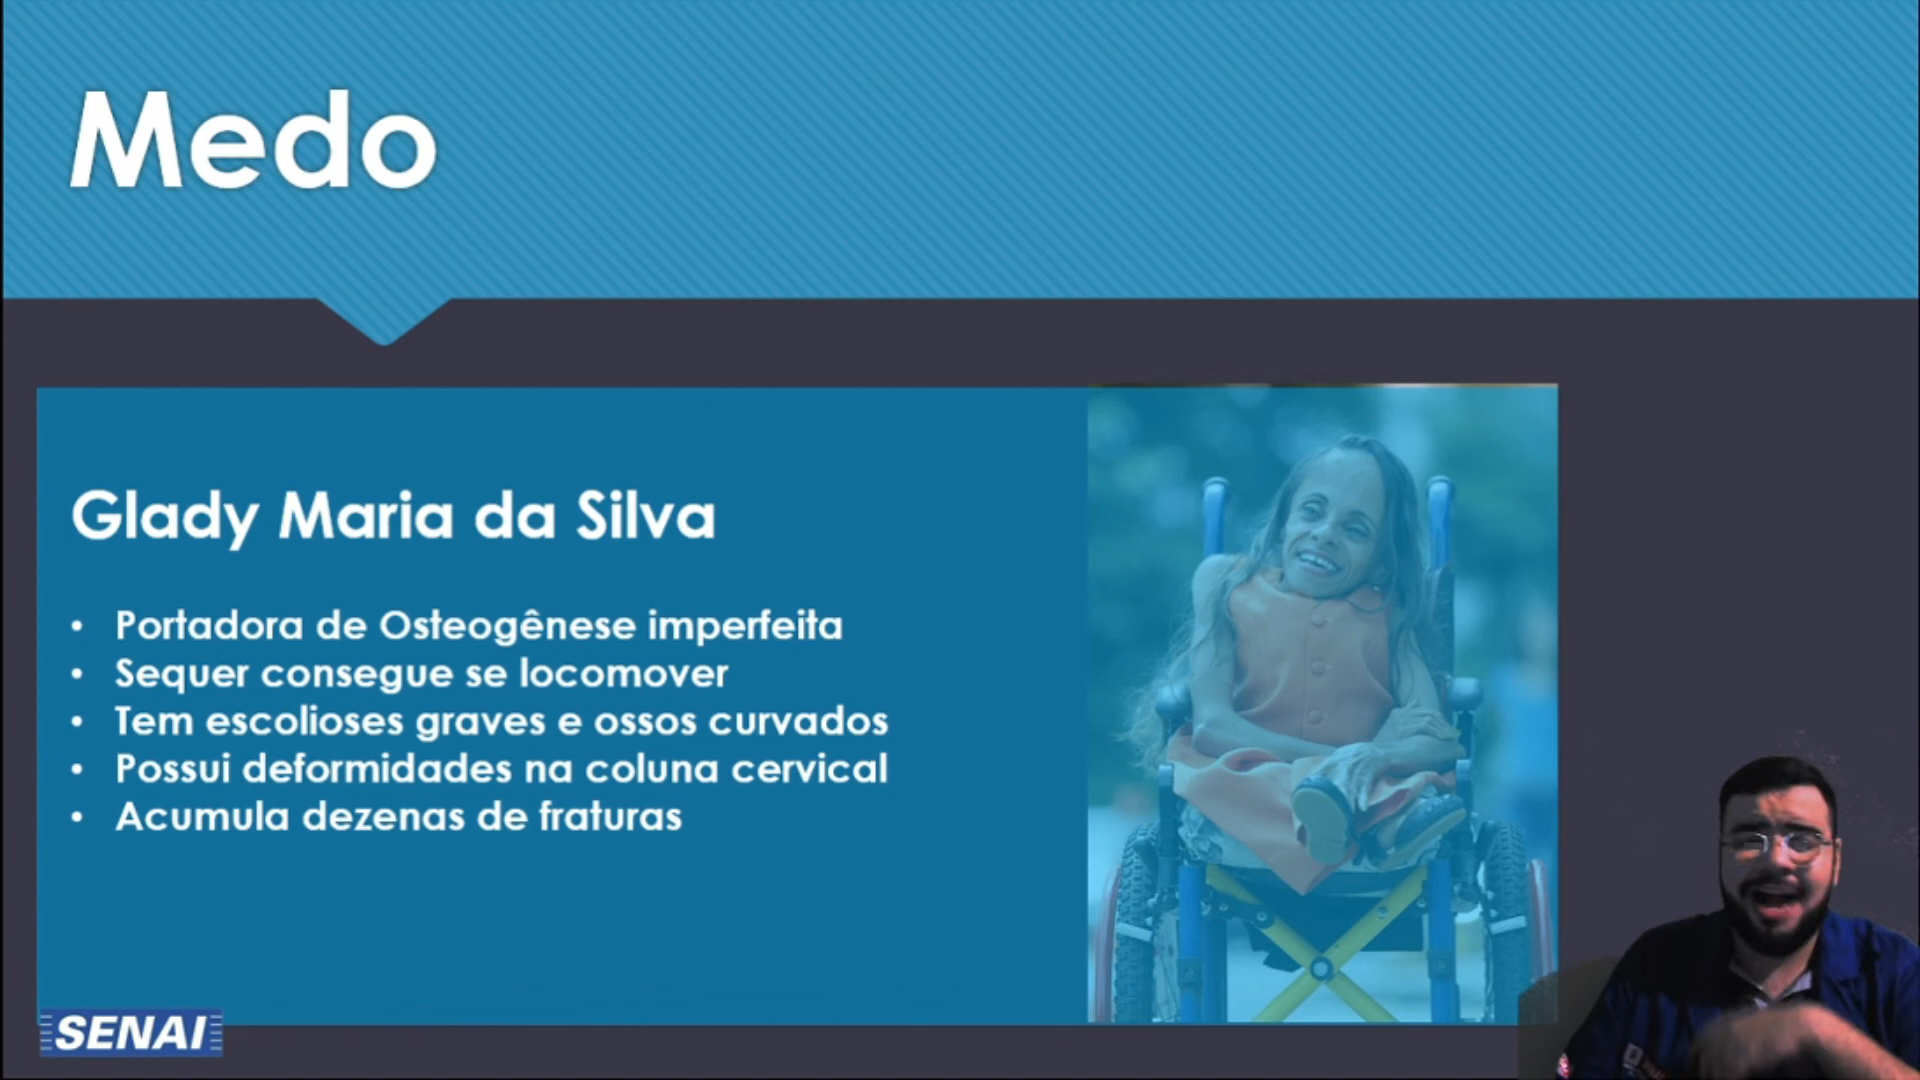 Medo
Glady Maria da Silva
• Portadora de Osteogênese imperfeita
• Sequer consegue se locomover
• Tem escolioses graves e ossos curvados
• Possui deformidades na coluna cervical
• Acumula dezenas de fraturas
SENAI